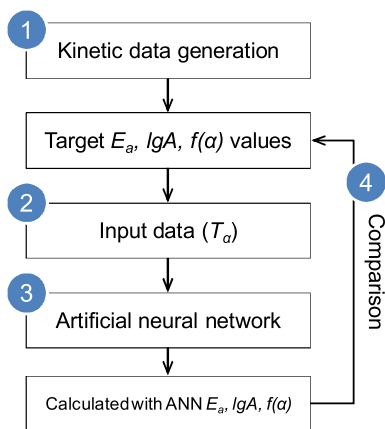 1
Kinetic data generation
Target Ea, lgA, f(α) values
2
Input data (Tα)
3
Artificial neural network
Calculated with ANN Ea, lgA, f(α)
4
Comparison